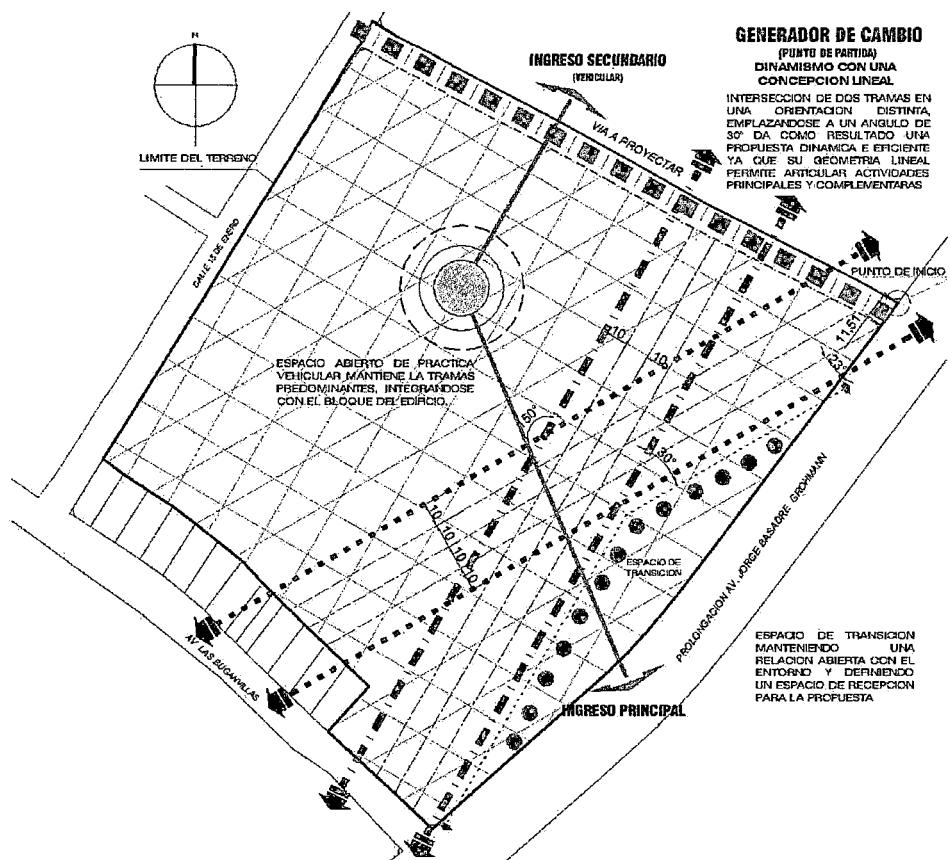 GENERADOR DE CAMBIO
(PUNTO DE PARTIDA)
DINAMISMO CON UNA
CONCEPCION LINEAL
INTERSECCION DE DOS TRAMAS EN
UNA ORIENTACION DISTINTA,
EMPLAZANDOSE A UN ANGULO DE
30° DA COMO RESULTADO UNA
PROPUESTA DINAMICA E EFICIENTE
YA QUE SU GEOMETRIA LINEAL
PERMITE ARTICULAR ACTIVIDADES
PRINCIPALES Y COMPLEMENTARAS
N
INGRESO SECUNDARIO
(VEHICULAR)
LIMITE DEL TERRENO
VIA A PROYECTAR
CALLE 15 DE ENERO
PUNTO DE INICIO
11.51
23
10
10
ESPACIO ABIERTO DE PRACTICA
VEHICULAR MANTIENE LA TRAMAS
PREDOMINANTES, INTEGRANDOSE
CON EL BLOQUE DEL EDIFICIO.
50°
30°
10
10
10
10
ESPACIO DE
TRANSICION
PROLONGACION AV. JORGE BASADRE GROHMANN
AV LAS BUGANVILLAS
INGRESO PRINCIPAL
ESPACIO DE TRANSICION
MANTENIENDO UNA
RELACION ABIERTA CON EL
ENTORNO Y DEFINIENDO
UN ESPACIO DE RECEPCION
PARA LA PROPUESTA